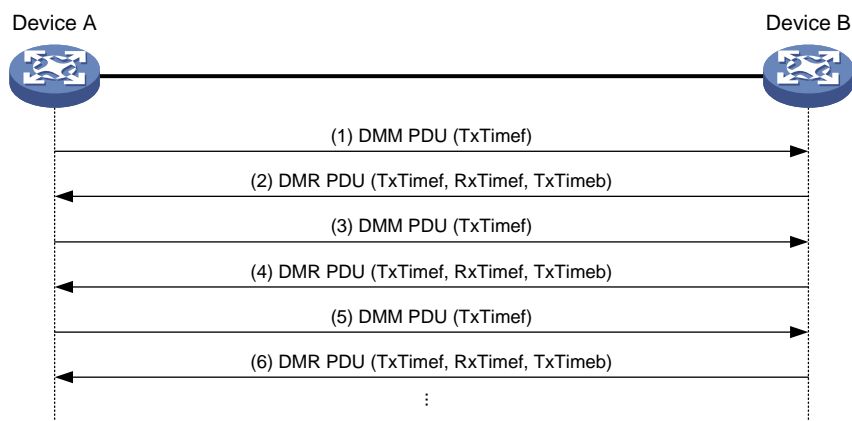 Device A
Device B
(1) DMM PDU (TxTimef)
(2) DMR PDU (TxTimef, RxTimef, TxTimeb)
(3) DMM PDU (TxTimef)
(4) DMR PDU (TxTimef, RxTimef, TxTimeb)
(5) DMM PDU (TxTimef)
(6) DMR PDU (TxTimef, RxTimef, TxTimeb)
⋮